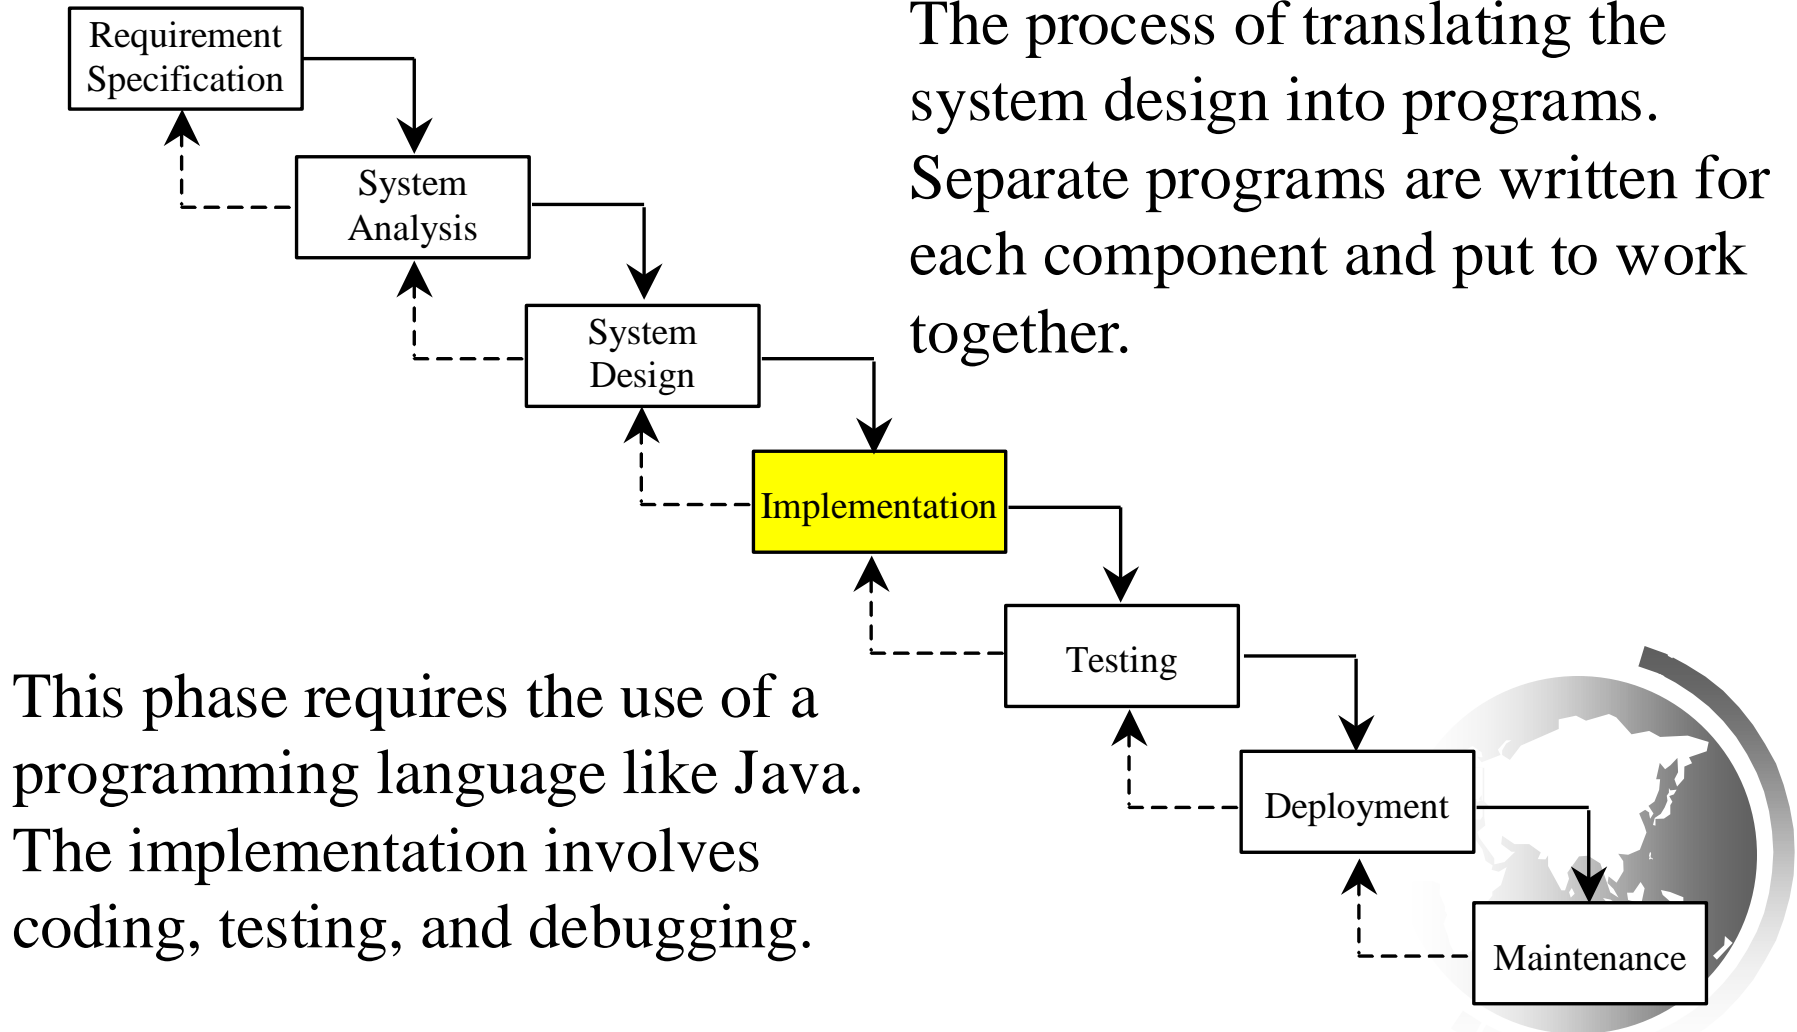 The process of translating the
system design into programs.
Separate programs are written for
each component and put to work
together.
Requirement
Specification
System
Analysis
System
Design
Implementation
Testing
Deployment
Maintenance
This phase requires the use of a
programming language like Java.
The implementation involves
coding, testing, and debugging.